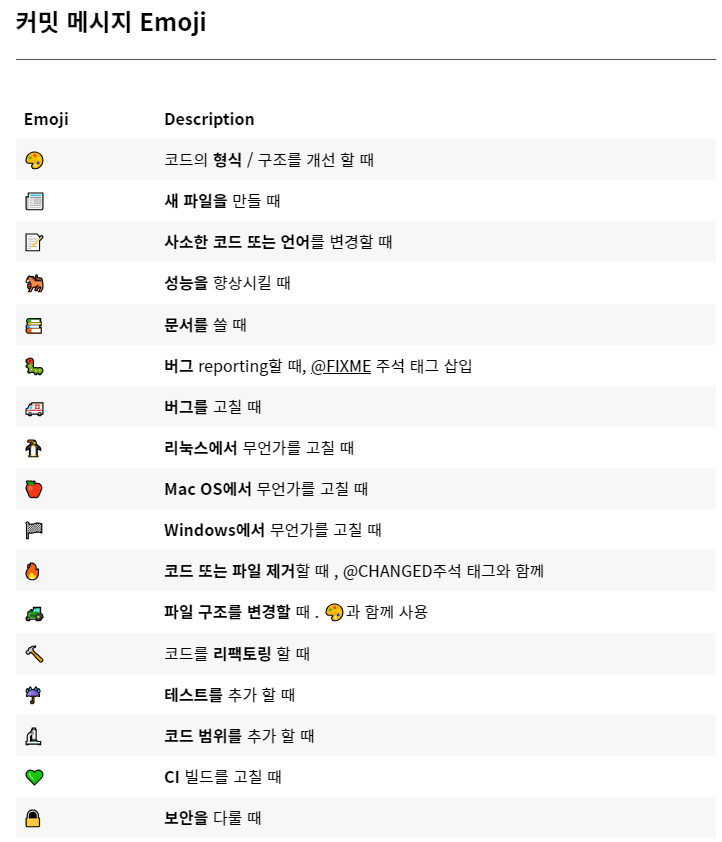 커밋 메시지 Emoji
Emoji Description
🎨 코드의 형식 / 구조를 개선 할 때
📰 새 파일을 만들 때
📝 사소한 코드 또는 언어를 변경할 때
🐎 성능을 향상시킬 때
📚 문서를 쓸 때
🐛 버그 reporting할 때, @FIXME 주석 태그 삽입
🚑 버그를 고칠 때
🐧 리눅스에서 무언가를 고칠 때
🍎 Mac OS에서 무언가를 고칠 때
🏁 Windows에서 무언가를 고칠 때
🔥 코드 또는 파일 제거할 때 , @CHANGED주석 태그와 함께
🚜 파일 구조를 변경할 때 . 🎨과 함께 사용
🔨 코드를 리팩토링 할 때
☔ 테스트를 추가 할 때
🔬 코드 범위를 추가 할 때
💚 CI 빌드를 고칠 때
🔒 보안을 다룰 때